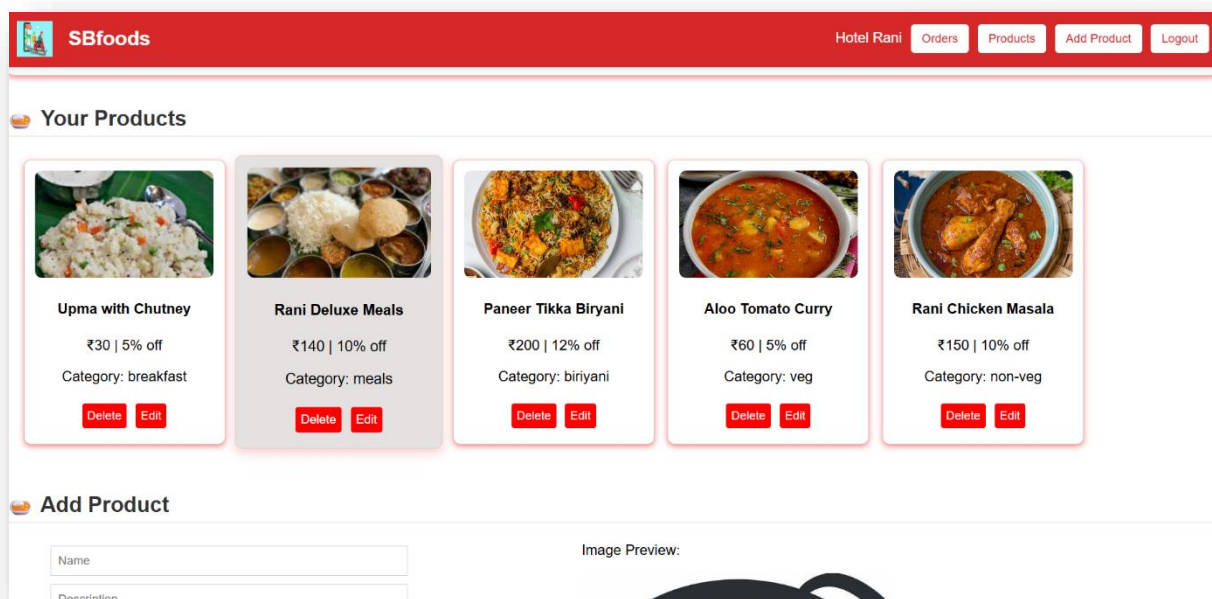 SBfoods
Hotel Rani Orders Products Add Product Logout
Your Products
Upma with Chutney
₹30 | 5% off
Category: breakfast
Delete Edit
Rani Deluxe Meals
₹140 | 10% off
Category: meals
Delete Edit
Paneer Tikka Biryani
₹200 | 12% off
Category: biriyani
Delete Edit
Aloo Tomato Curry
₹60 | 5% off
Category: veg
Delete Edit
Rani Chicken Masala
₹150 | 10% off
Category: non-veg
Delete Edit
Add Product
Name
Image Preview:
Description